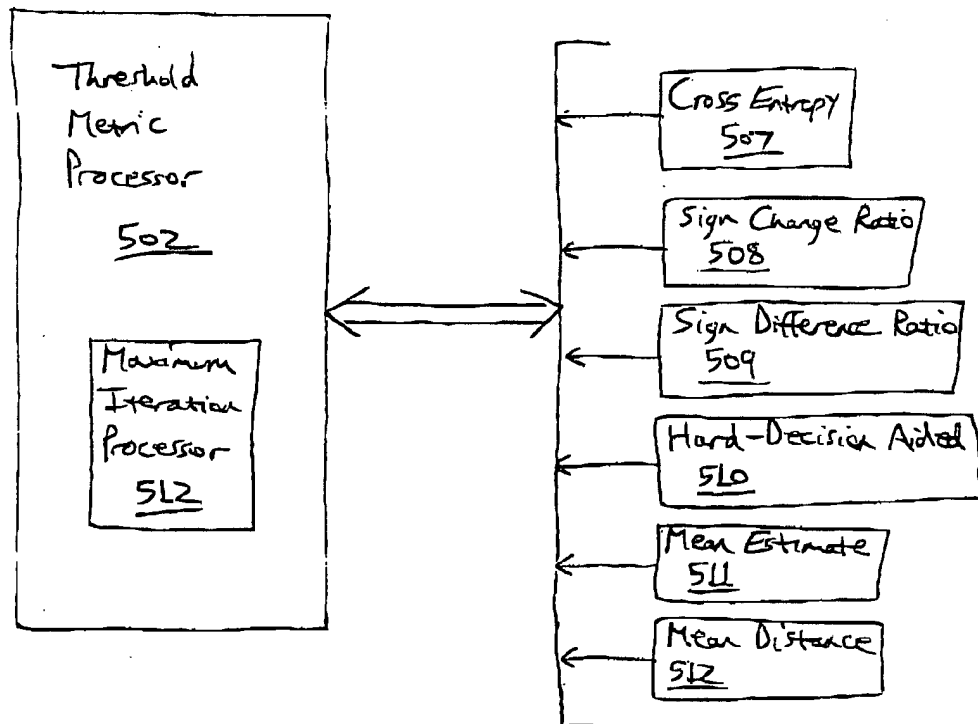 Threshold
Metric
Processor
502
Maximum
Iteration
Processor
512
Cross Entropy
507
Sign Change Ratio
508
Sign Difference Ratio
509
Hard-Decision Aided
510
Mean Estimate
511
Mean Distance
512